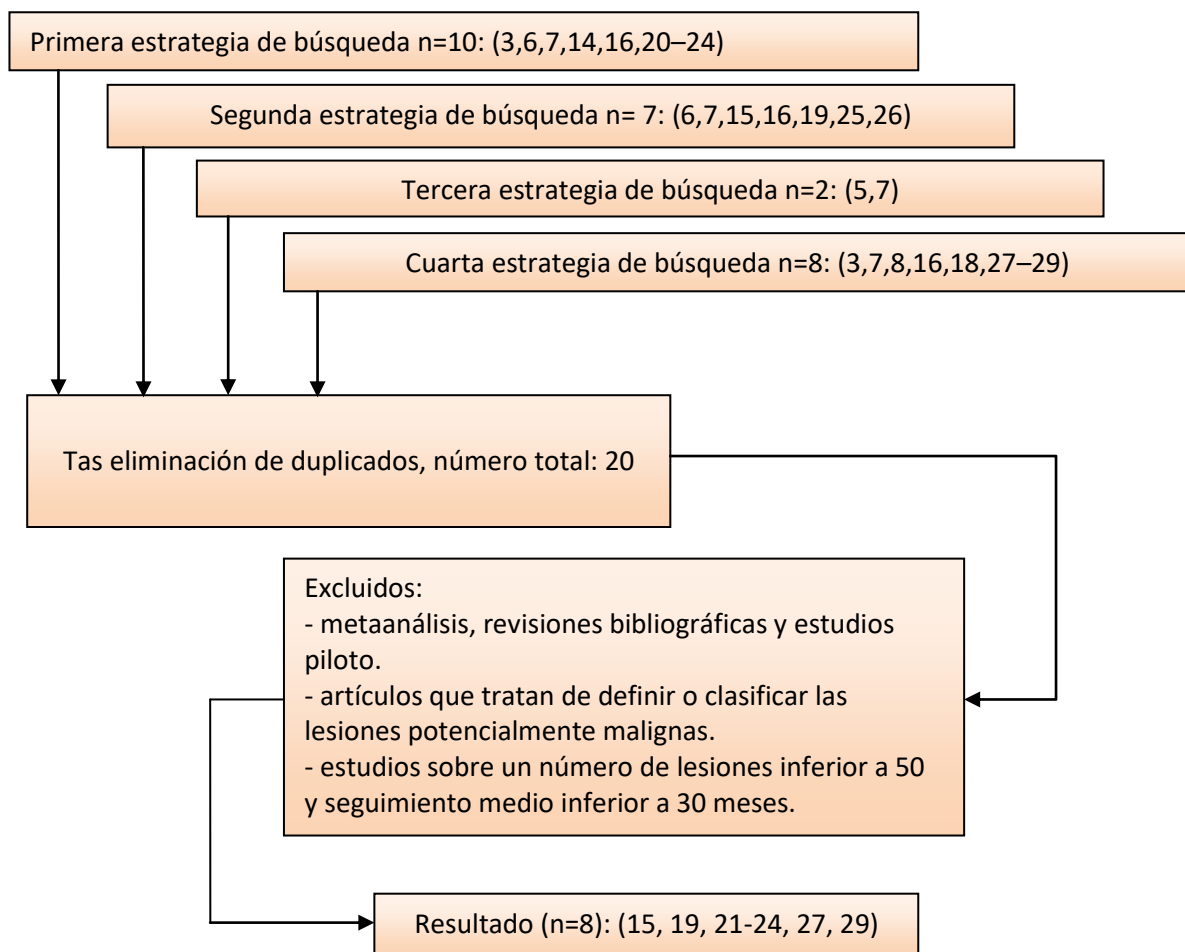 Primera estrategia de búsqueda n=10: (3,6,7,14,16,20–24)
Segunda estrategia de búsqueda n= 7: (6,7,15,16,19,25,26)
Tercera estrategia de búsqueda n=2: (5,7)
Cuarta estrategia de búsqueda n=8: (3,7,8,16,18,27–29)
Tas eliminación de duplicados, número total: 20
Excluidos:
- metaanálisis, revisiones bibliográficas y estudios
piloto.
- artículos que tratan de definir o clasificar las
lesiones potencialmente malignas.
- estudios sobre un número de lesiones inferior a 50
y seguimiento medio inferior a 30 meses.
Resultado (n=8): (15, 19, 21-24, 27, 29)